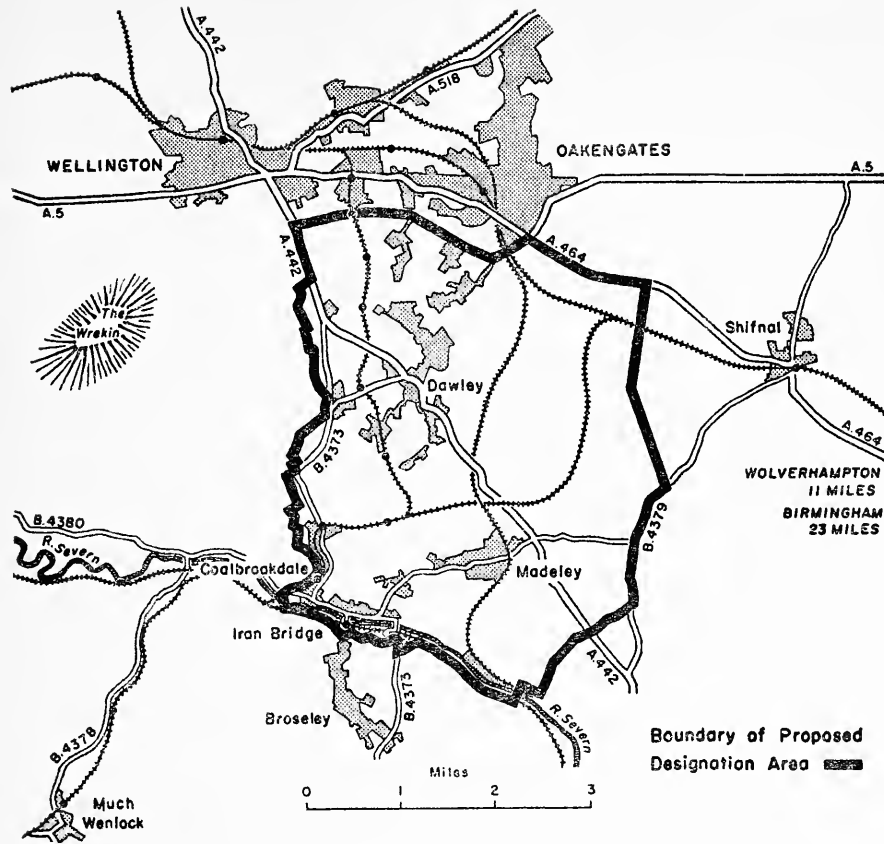 A.442
A.518
WELLINGTON
OAKENGATES
A.5
A.5
A.442
A.464
The
Wrekin
Shifnal
Dawley
B.4373
A.464
WOLVERHAMPTON
11 MILES
BIRMINGHAM
23 MILES
B.4380
R. Severn
B.4379
Coalbrookdale
Madeley
Iran Bridge
A.442
B.4373
Broseley
R. Severn
B.4378
Boundary of Proposed
Designation Area
Miles
0 1 2 3
Much
Wenlock